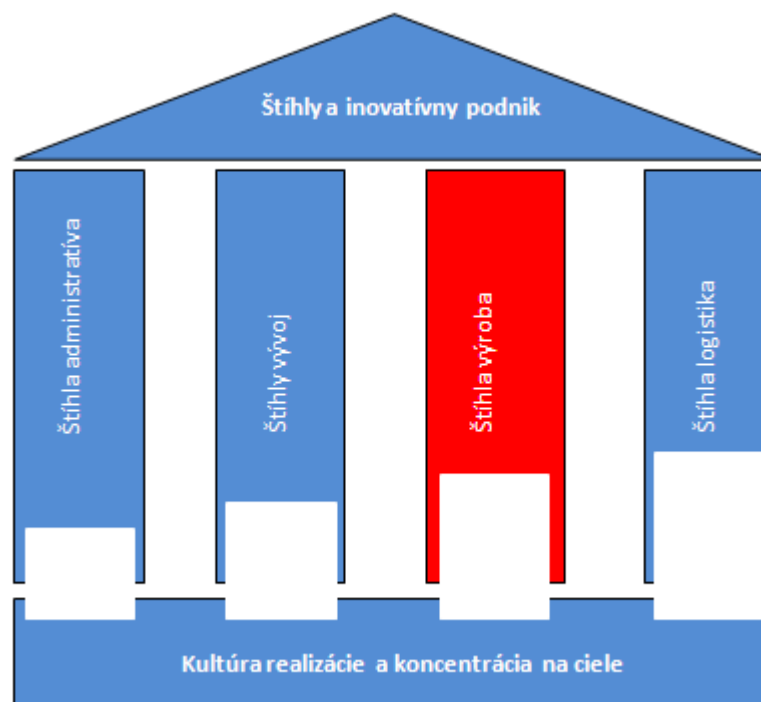 Štíhly a inovatívny podnik
Štíhla administratíva
Štíhly vývoj
Štíhla výroba
Štíhla logistika
Kultúra realizácie a koncentrácia na ciele